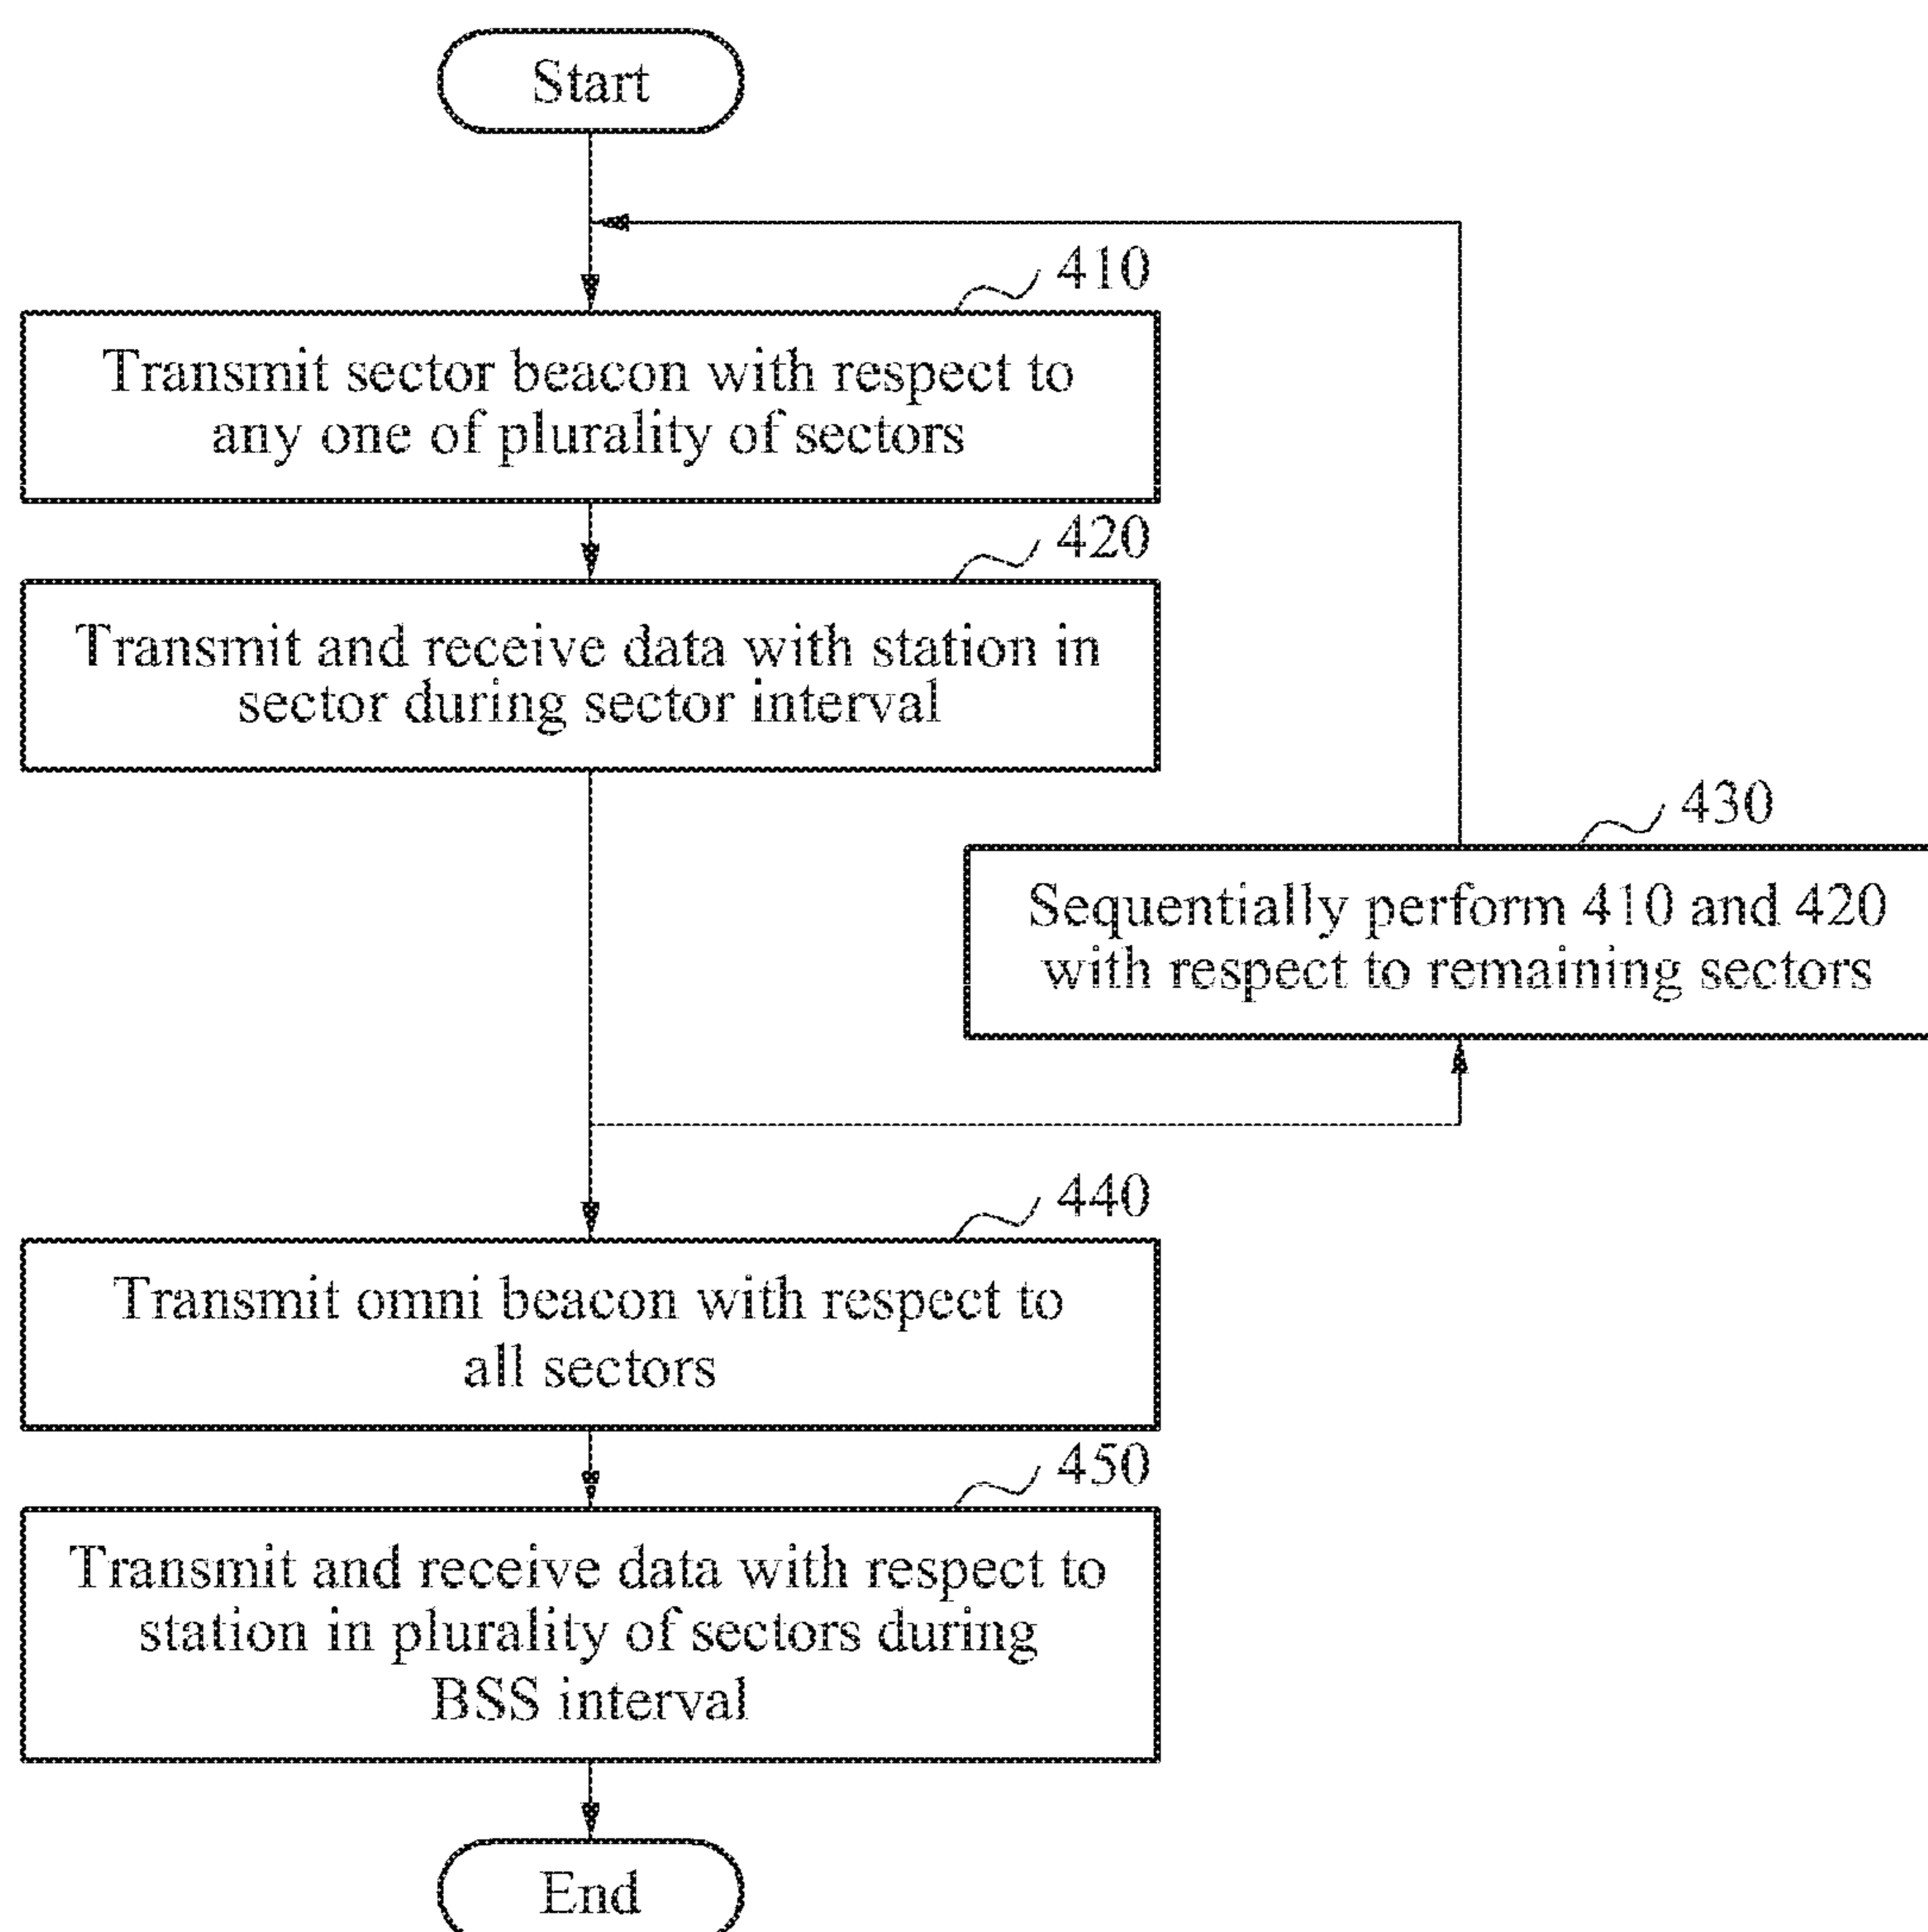 Start
410
Transmit sector beacon with respect to
any one of plurality of sectors
420
Transmit and receive data with station in
sector during sector interval
430
Sequentially perform 410 and 420
with respect to remaining sectors
440
Transmit omni beacon with respect to
all sectors
450
Transmit and receive data with respect to
station in plurality of sectors during
BSS interval
End